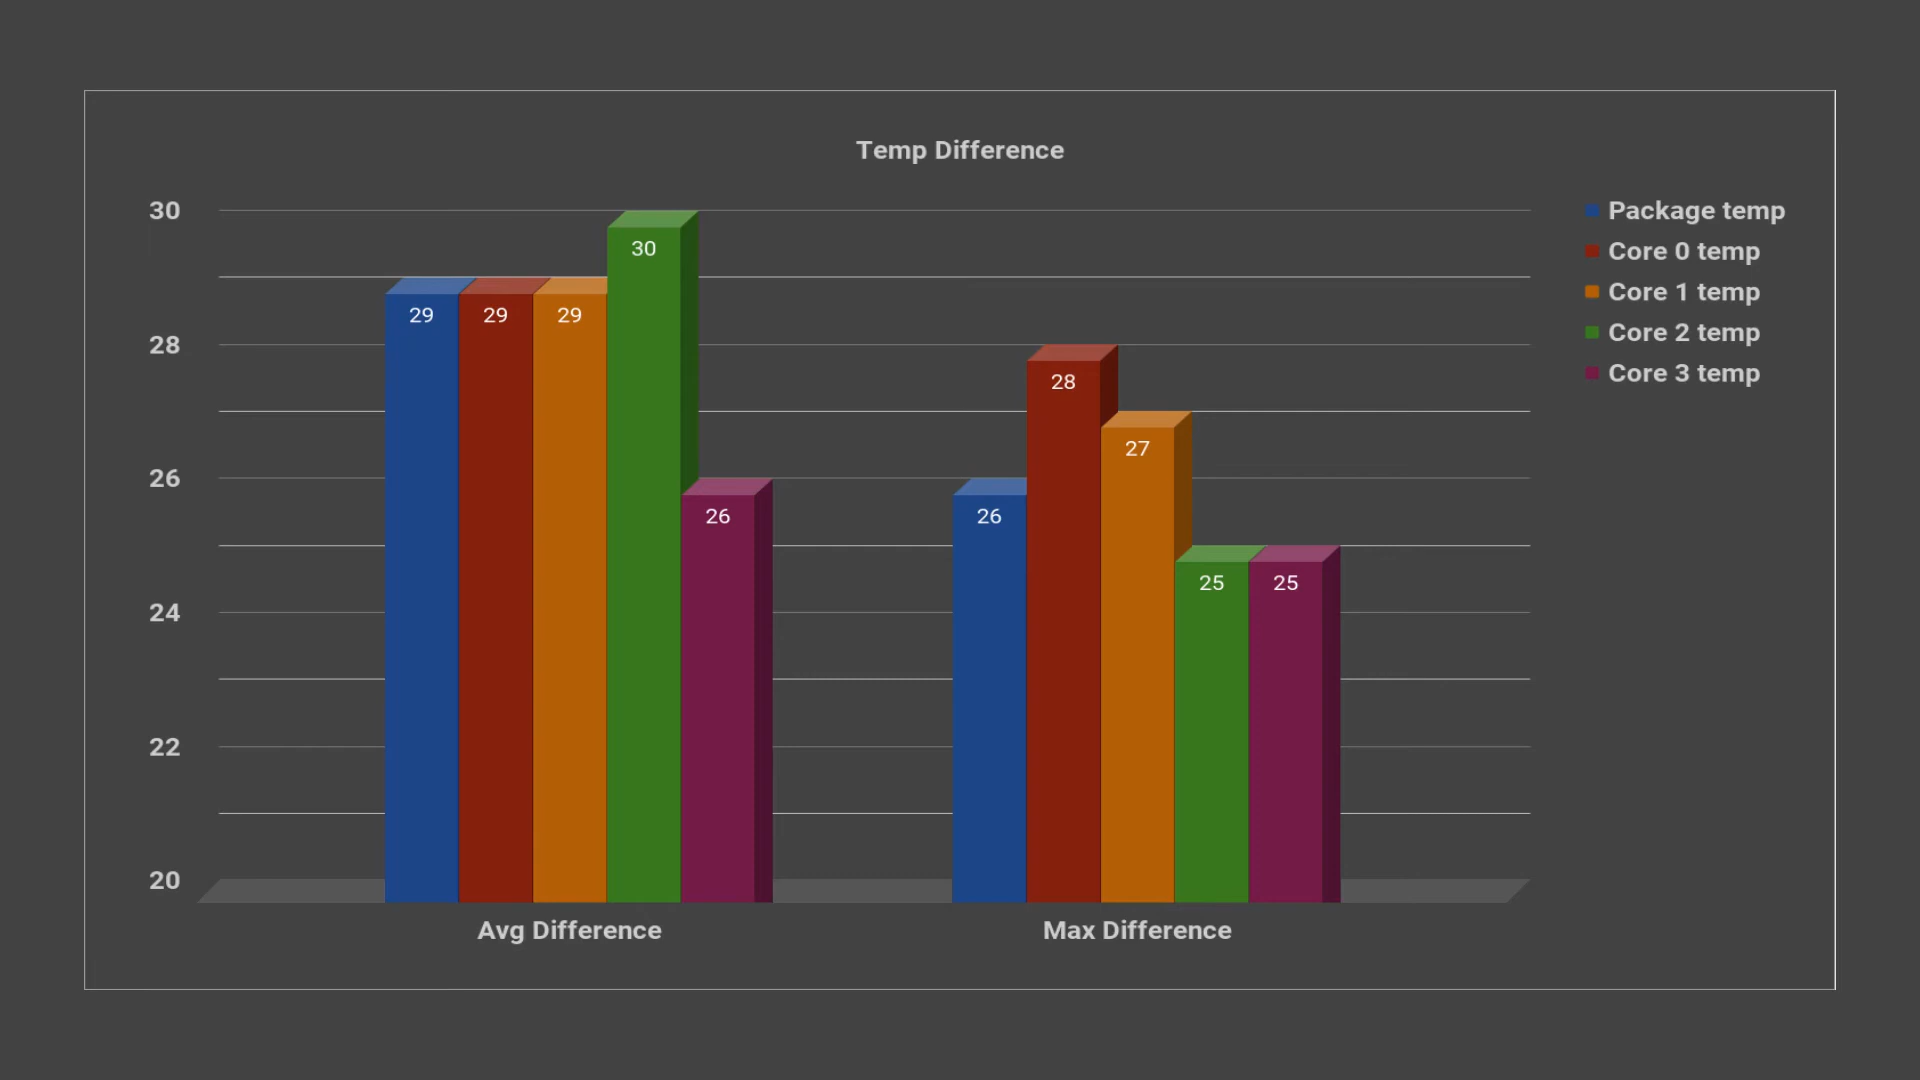 Temp Difference
30
28
26
24
22
20
29
29
29
30
26
26
28
27
25
25
Avg Difference
Max Difference
Package temp
Core 0 temp
Core 1 temp
Core 2 temp
Core 3 temp